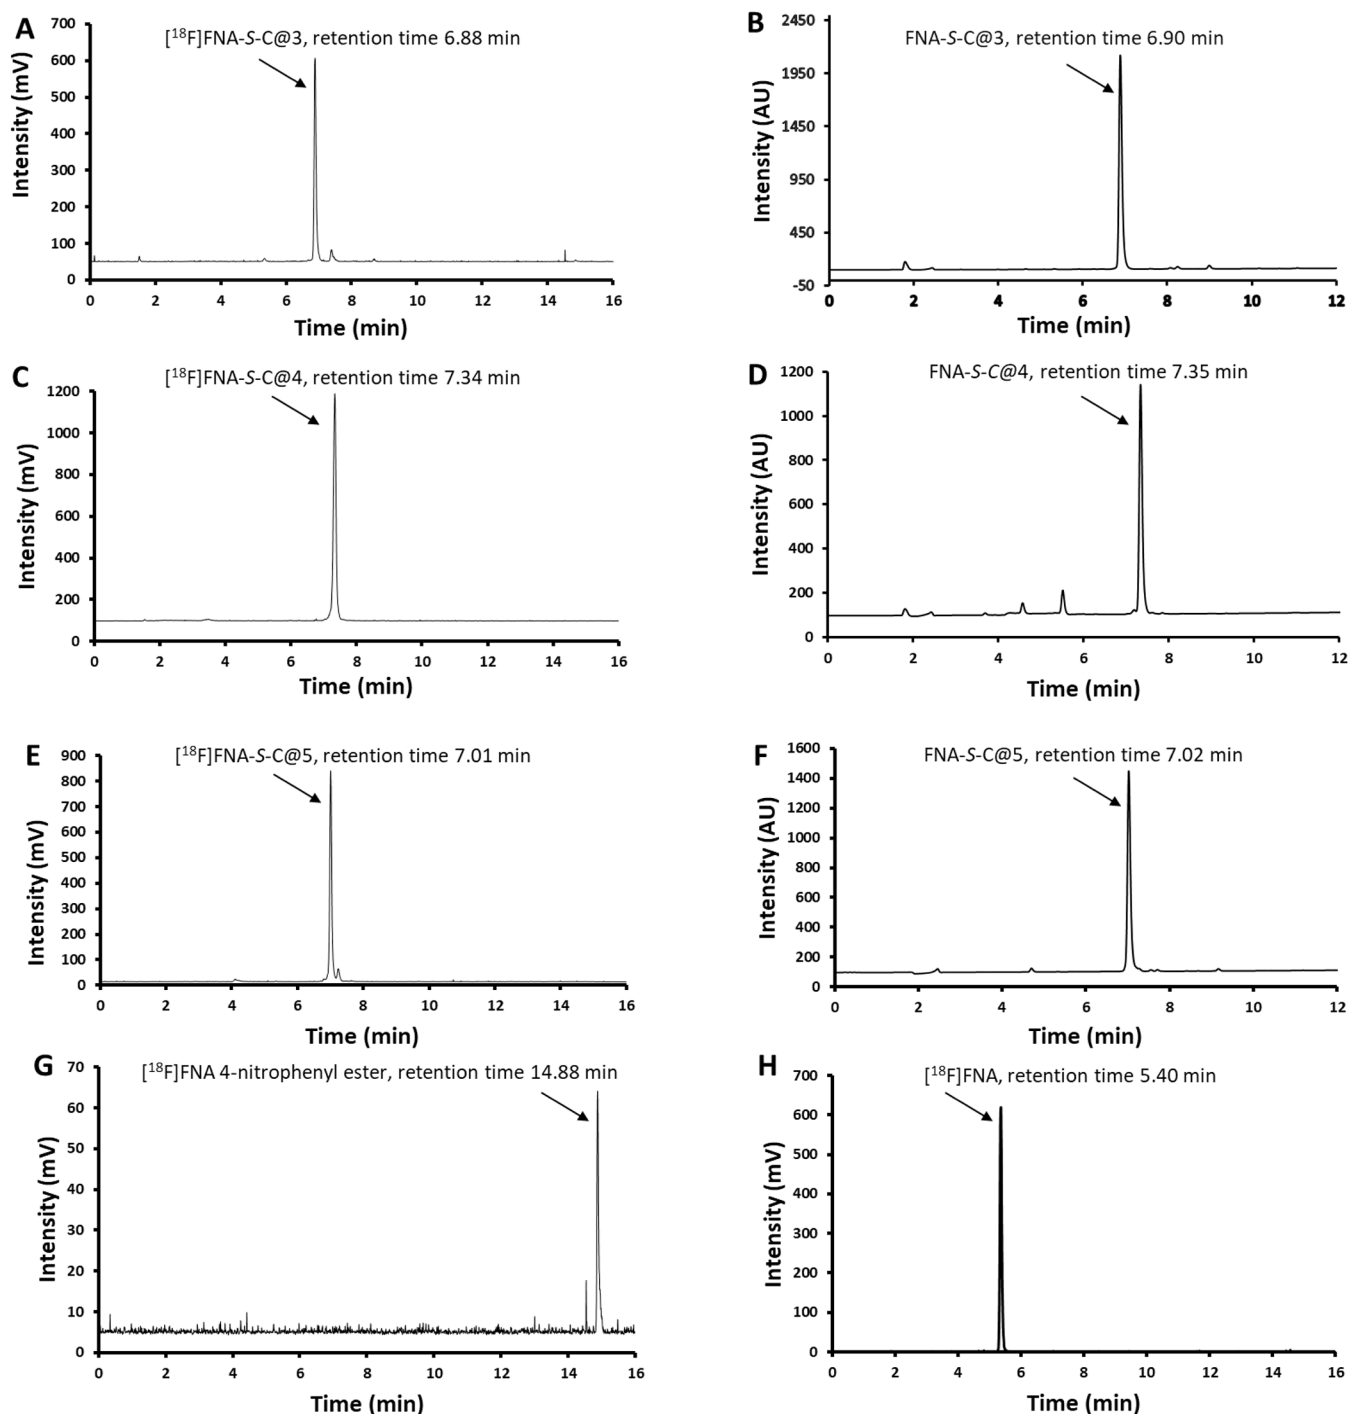 A
[¹⁸F]FNA-S-C@3, retention time 6.88 min
Intensity (mV)
700
600
500
400
300
200
100
0
0 2 4 6 8 10 12 14 16
Time (min)
B
FNA-S-C@3, retention time 6.90 min
Intensity (AU)
2450
1950
1450
950
450
-50
0 2 4 6 8 10 12
Time (min)
C
[¹⁸F]FNA-S-C@4, retention time 7.34 min
Intensity (mV)
1200
1000
800
600
400
200
0
0 2 4 6 8 10 12 14 16
Time (min)
D
FNA-S-C@4, retention time 7.35 min
Intensity (AU)
1200
1000
800
600
400
200
0
0 2 4 6 8 10 12
Time (min)
E
[¹⁸F]FNA-S-C@5, retention time 7.01 min
Intensity (mV)
900
800
700
600
500
400
300
200
100
0
0 2 4 6 8 10 12 14 16
Time (min)
F
FNA-S-C@5, retention time 7.02 min
Intensity (AU)
1600
1400
1200
1000
800
600
400
200
0
0 2 4 6 8 10 12
Time (min)
G
[¹⁸F]FNA 4-nitrophenyl ester, retention time 14.88 min
Intensity (mV)
70
60
50
40
30
20
10
0
0 2 4 6 8 10 12 14 16
Time (min)
H
[¹⁸F]FNA, retention time 5.40 min
Intensity (mV)
700
600
500
400
300
200
100
0
0 2 4 6 8 10 12 14 16
Time (min)